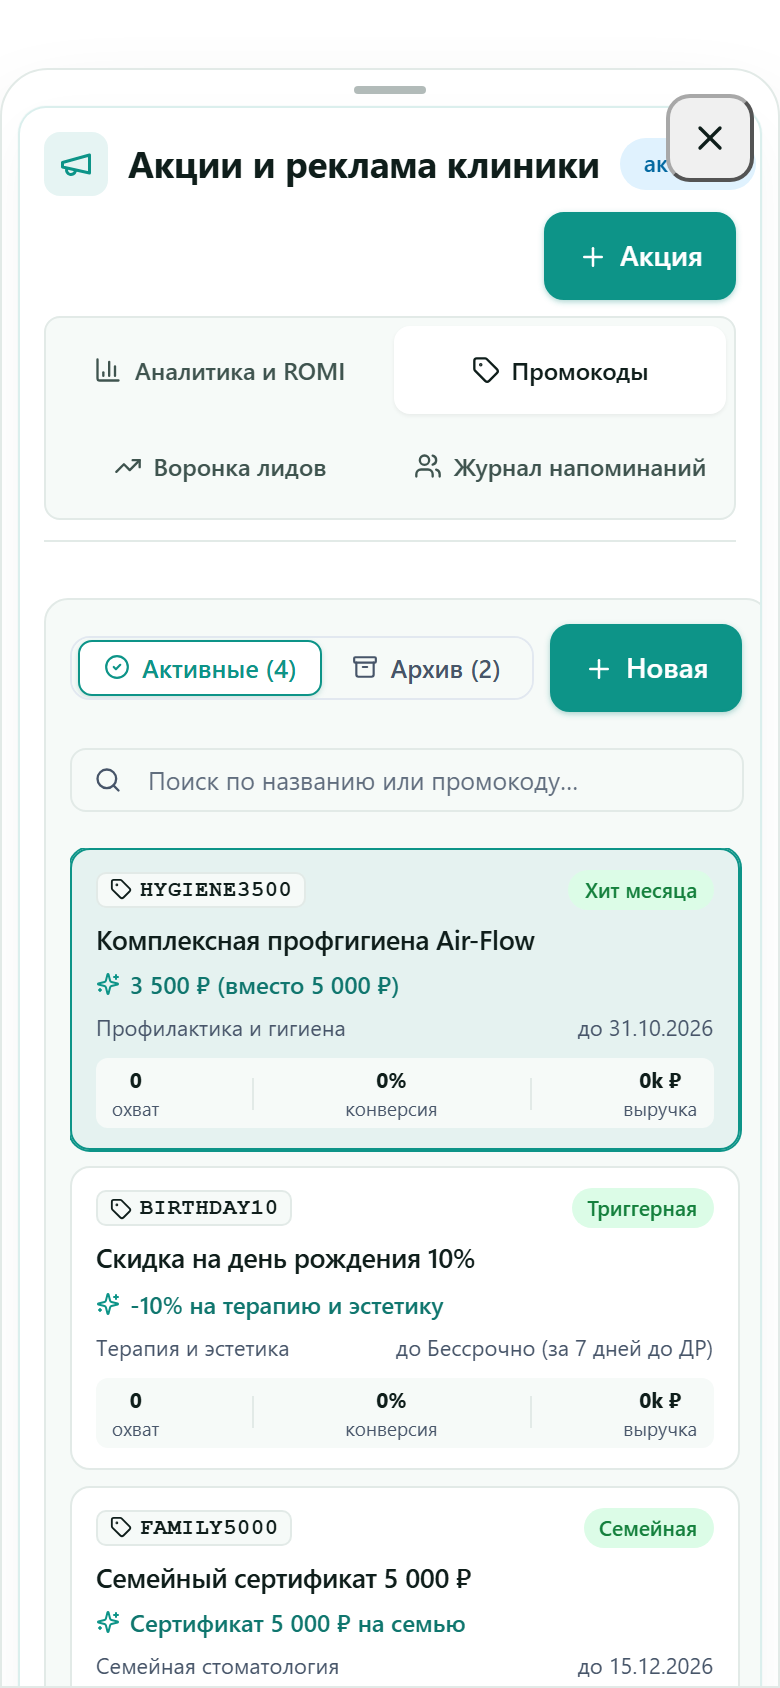 Акции и реклама клиники
ак
+ Акция
Аналитика и ROMI
Промокоды
Воронка лидов
Журнал напоминаний
Активные (4)
Архив (2)
+ Новая
Поиск по названию или промокоду...
HYGIENE3500
Хит месяца
Комплексная профгигиена Air-Flow
3 500 ₽ (вместо 5 000 ₽)
Профилактика и гигиена
до 31.10.2026
0
0%
0k ₽
охват
конверсия
выручка
BIRTHDAY10
Триггерная
Скидка на день рождения 10%
-10% на терапию и эстетику
Терапия и эстетика
до Бессрочно (за 7 дней до ДР)
0
0%
0k ₽
охват
конверсия
выручка
FAMILY5000
Семейная
Семейный сертификат 5 000 ₽
Сертификат 5 000 ₽ на семью
Семейная стоматология
до 15.12.2026